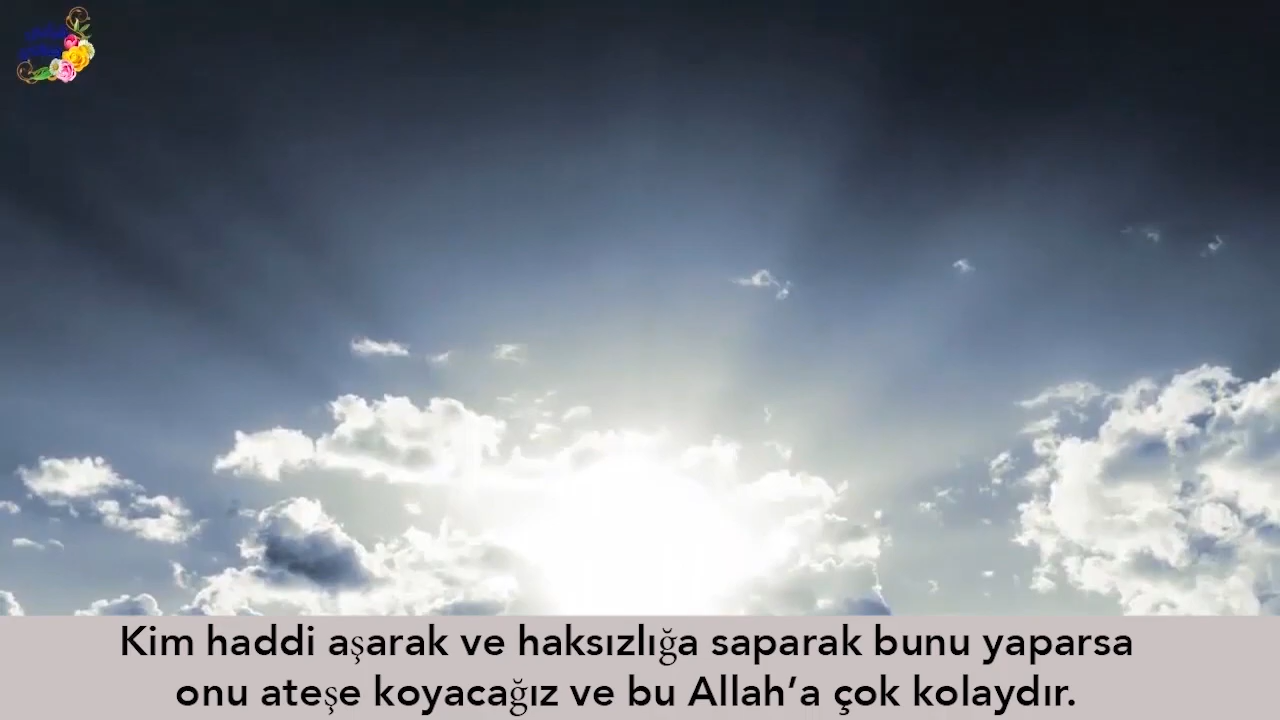 Kim haddi aşarak ve haksızlığa saparak bunu yaparsa
onu ateşe koyacağız ve bu Allah’a çok kolaydır.